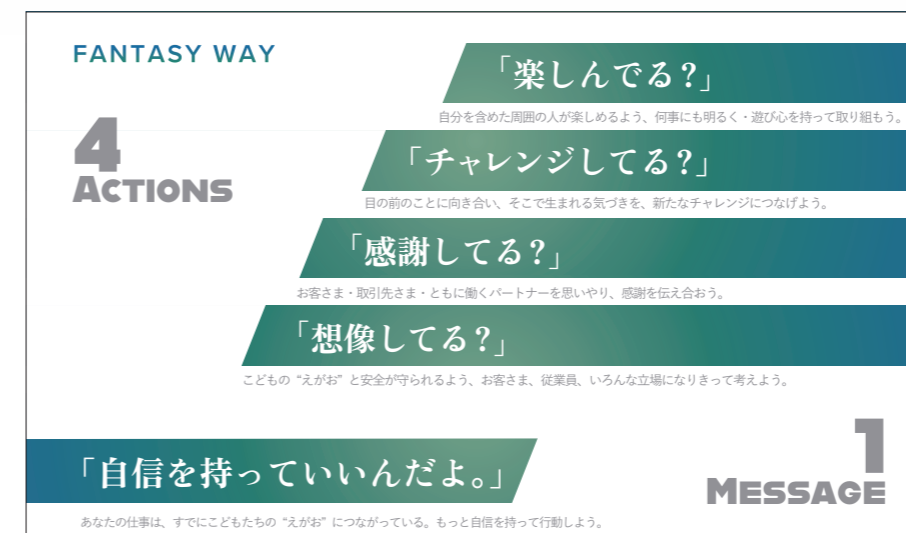 FANTASY WAY
4
ACTIONS
「楽しんでる?」
自分を含めた周囲の人が楽しめるよう、何事にも明るく・遊び心を持って取り組もう。
「チャレンジしてる?」
目の前のことに向き合い、そこで生まれる気づきを、新たなチャレンジにつなげよう。
「感謝してる?」
お客さま・取引先さま・ともに働くパートナーを思いやり、感謝を伝え合おう。
「想像してる?」
こどもの“えがお”と安全が守られるよう、お客さま、従業員、いろんな立場になりきって考えよう。
「自信を持っていいんだよ。」
あなたの仕事は、すでにこどもたちの“えがお”につながっている。もっと自信を持って行動しよう。
1
MESSAGE